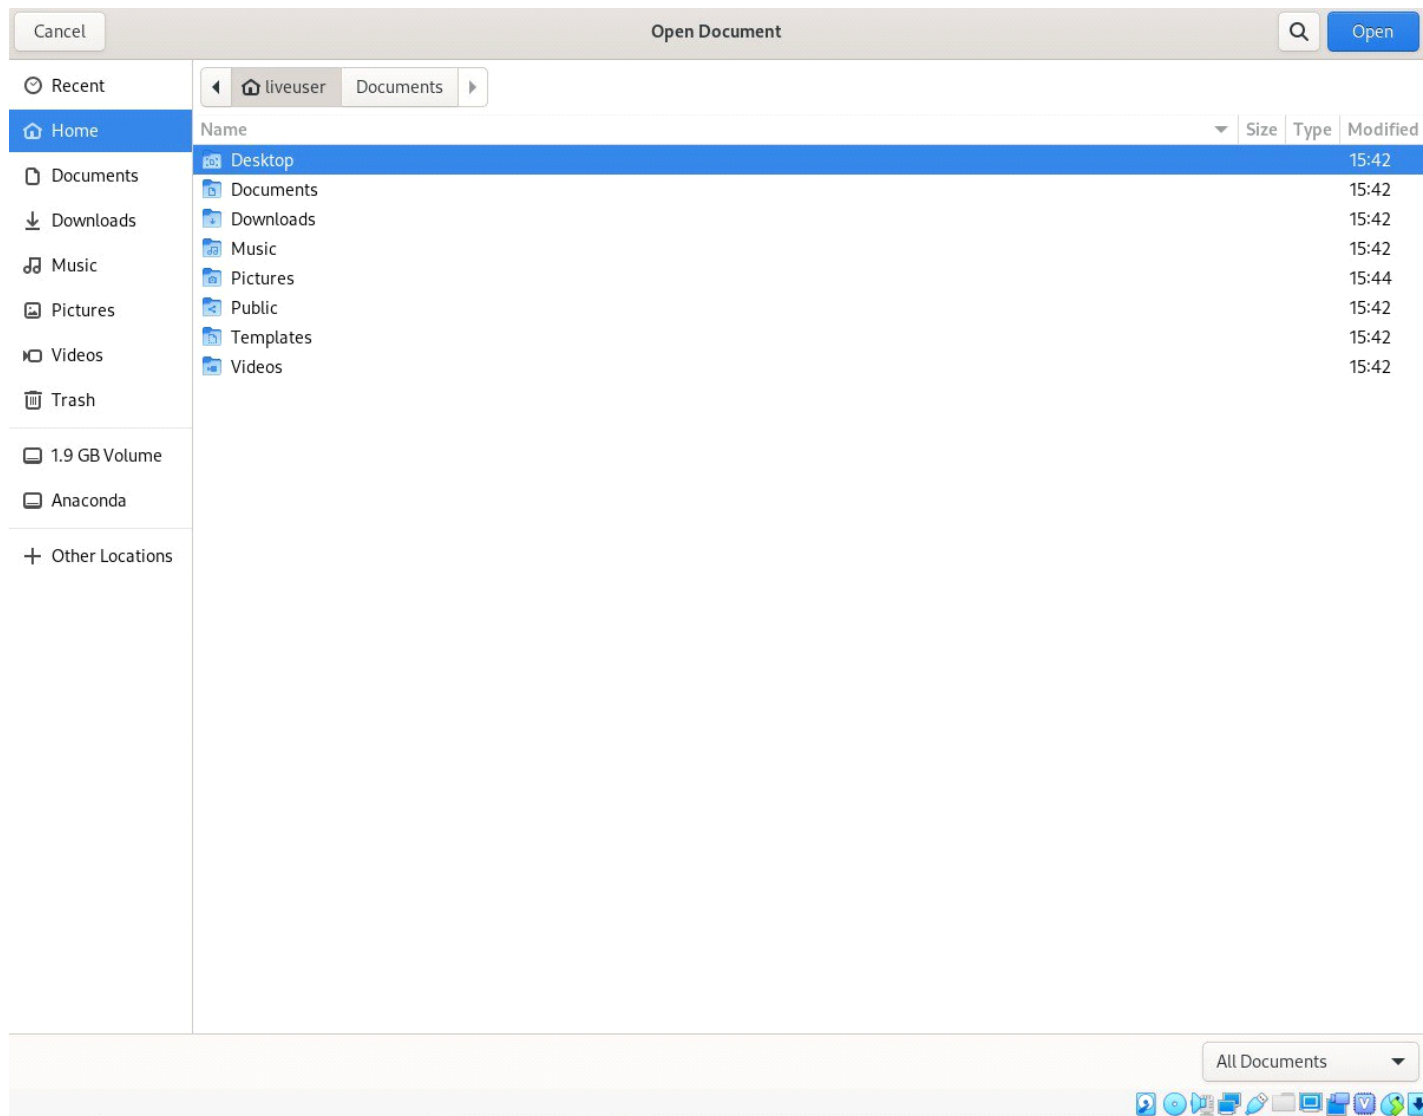 Cancel Open Document Open
Recent
Home
Documents
Downloads
Music
Pictures
Videos
Trash
1.9 GB Volume
Anaconda
Other Locations
liveuser Documents
Name Size Type Modified
Desktop 15:42
Documents 15:42
Downloads 15:42
Music 15:42
Pictures 15:44
Public 15:42
Templates 15:42
Videos 15:42
All Documents